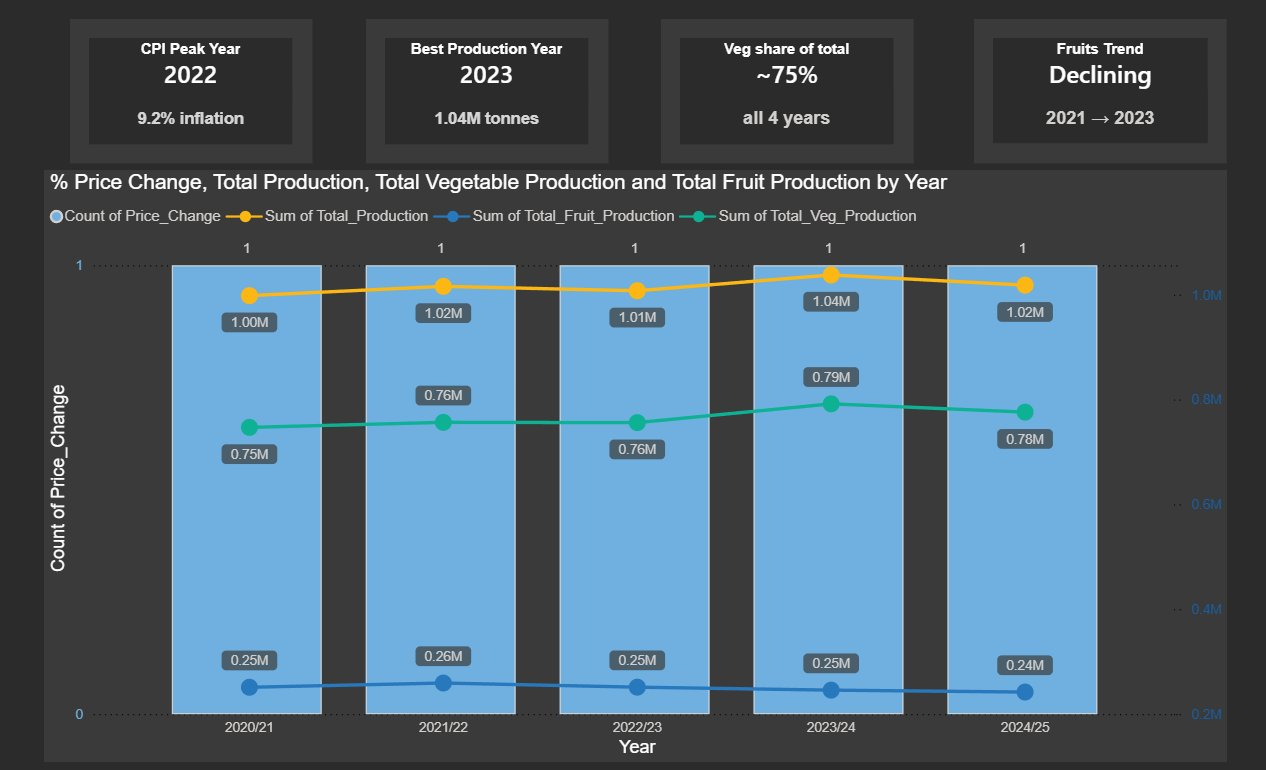 CPI Peak Year
2022
9.2% inflation
Best Production Year
2023
1.04M tonnes
Veg share of total
~75%
all 4 years
Fruits Trend
Declining
2021 → 2023
% Price Change, Total Production, Total Vegetable Production and Total Fruit Production by Year
Count of Price_Change Sum of Total_Production Sum of Total_Fruit_Production Sum of Total_Veg_Production
1 1 1 1 1
1
1.00M 1.02M 1.01M 1.04M 1.02M
1.0M
0.75M 0.76M 0.76M 0.79M 0.78M
0.8M
0.6M
0.4M
0.25M 0.26M 0.25M 0.25M 0.24M
0
0.2M
Count of Price_Change
2020/21 2021/22 2022/23 2023/24 2024/25
Year